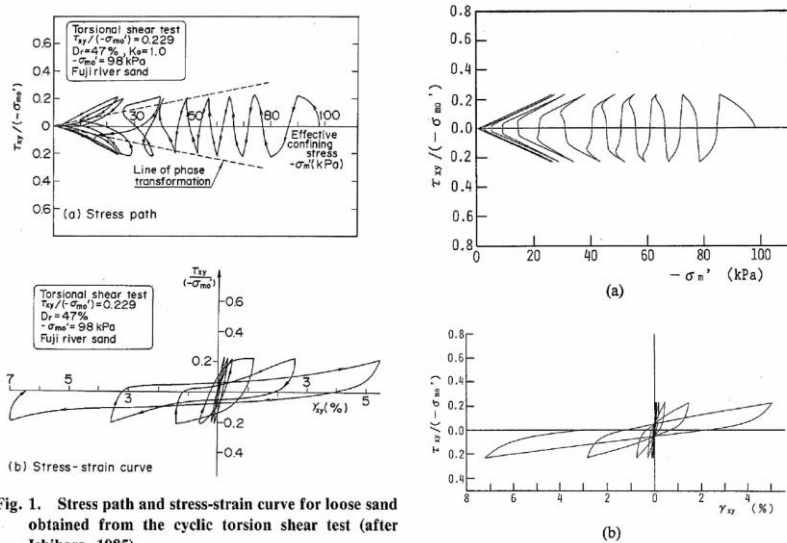 Torsional shear test
τxy/(-σmo')=0.229
Dr=47%, Ko=1.0
-σmo'=98 kPa
Fuji river sand
τxy/(-σmo')
0.6
0.4
0.2
0
0.2
0.4
0.6
30
60
80
100
Effective
confining
stress
-σm'(kPa)
Line of phase
transformation
(a) Stress path
Torsional shear test
τxy/(-σmo')=0.229
Dr=47%
-σmo'=98 kPa
Fuji river sand
τxy
(-σmo')
0.6
0.4
0.2
0.2
0.4
7
5
3
3
5
γxy(%)
(b) Stress-strain curve
Fig. 1. Stress path and stress-strain curve for loose sand
obtained from the cyclic torsion shear test (after
τxy/(-σmo')
0.8
0.6
0.4
0.2
0.0
0.2
0.4
0.6
0.8
0
20
40
60
80
100
-σm' (kPa)
(a)
τxy/(-σmo')
0.8
0.6
0.4
0.2
0.0
0.2
0.4
8
6
4
2
0
2
4
γxy (%)
(b)